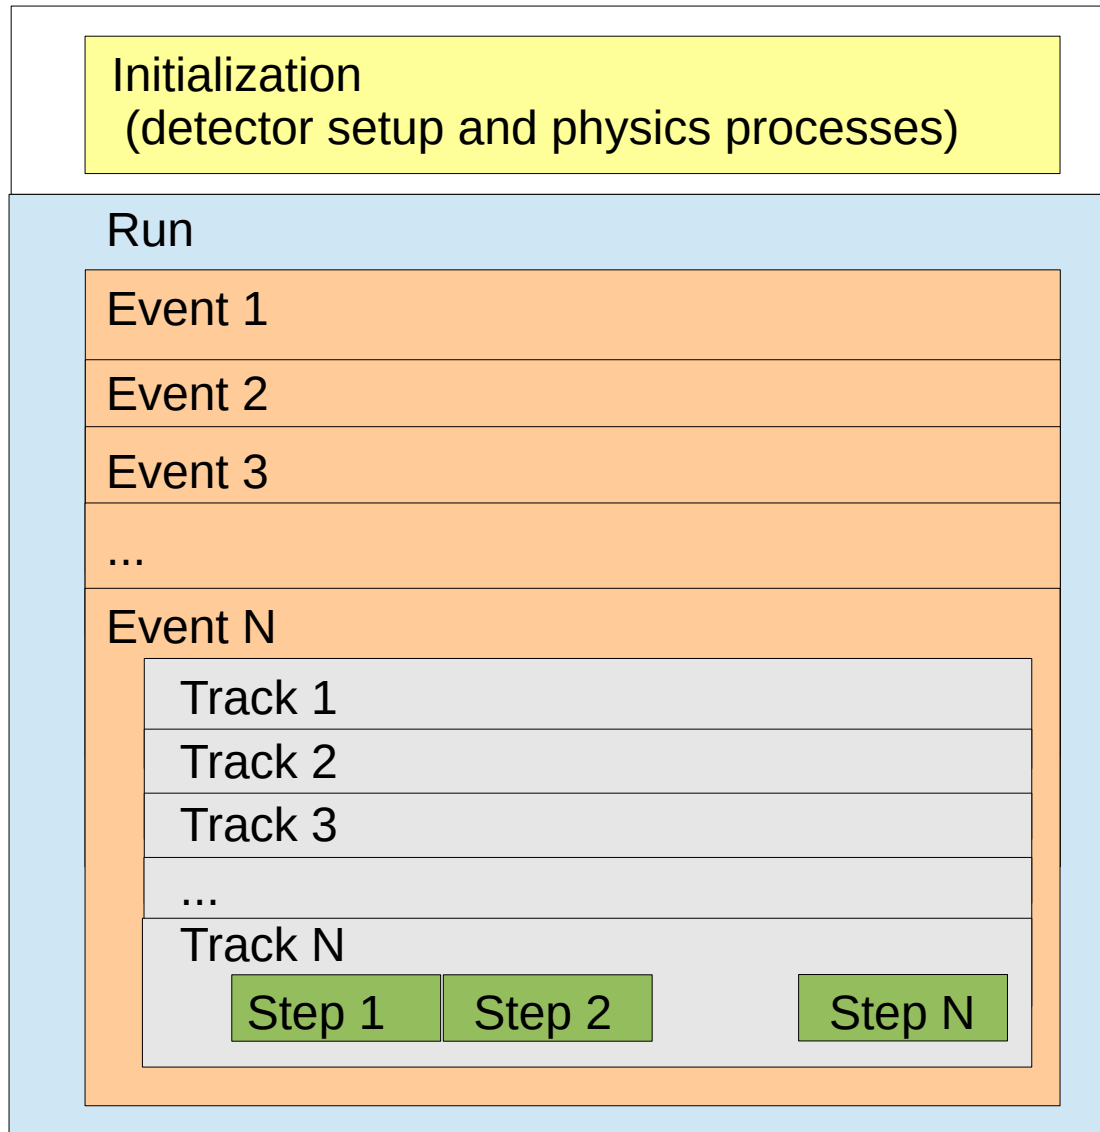 Initialization
(detector setup and physics processes)
Run
Event 1
Event 2
Event 3
...
Event N
Track 1
Track 2
Track 3
...
Track N
Step 1 Step 2 Step N